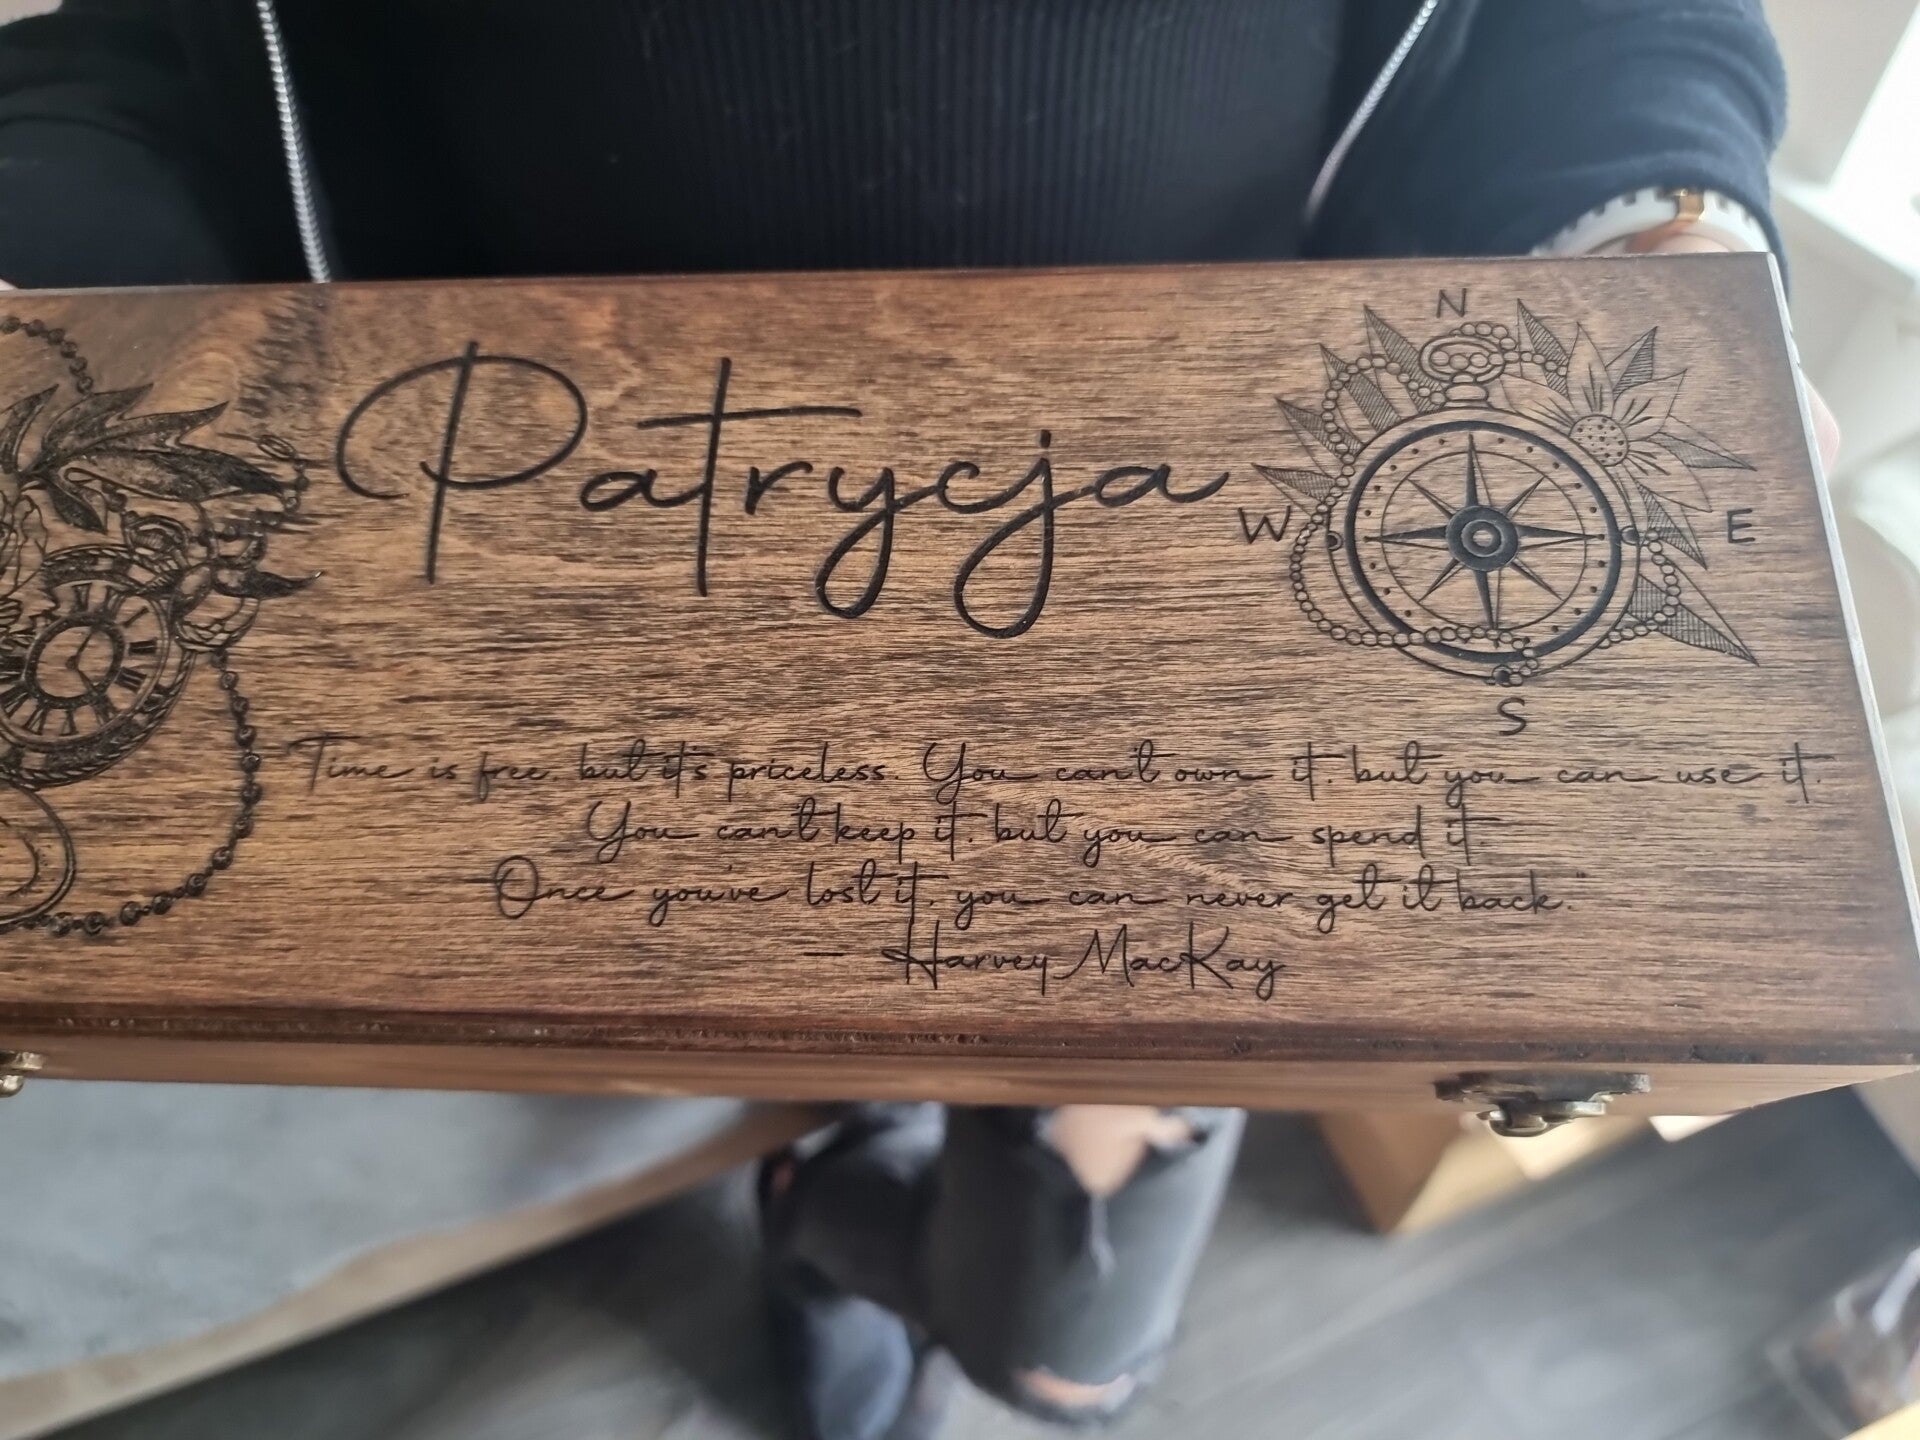 Patrycja
N
W
E
S
Time is free, but it's priceless. You can't own it, but you can use it.
You can't keep it, but you can spend it.
Once you've lost it, you can never get it back."
— Harvey MacKay